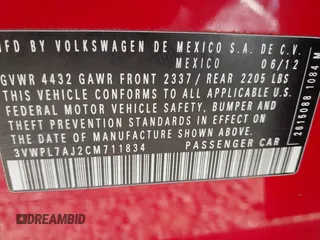 MFD BY VOLKSWAGEN DE MEXICO S.A. DE C.V.
MEXICO 06/12
GVWR 4432 GAWR FRONT 2337 / REAR 2205 LBS
THIS VEHICLE CONFORMS TO ALL APPLICABLE
FEDERAL MOTOR VEHICLE SAFETY, BUMPER AND
THEFT PREVENTION STANDARDS IN EFFECT ON THE
DATE OF MANUFACTURE SHOWN ABOVE.
3VWPL7AJ2CM711834 PASSENGER CAR
2615088 1084 M
DREAMBID